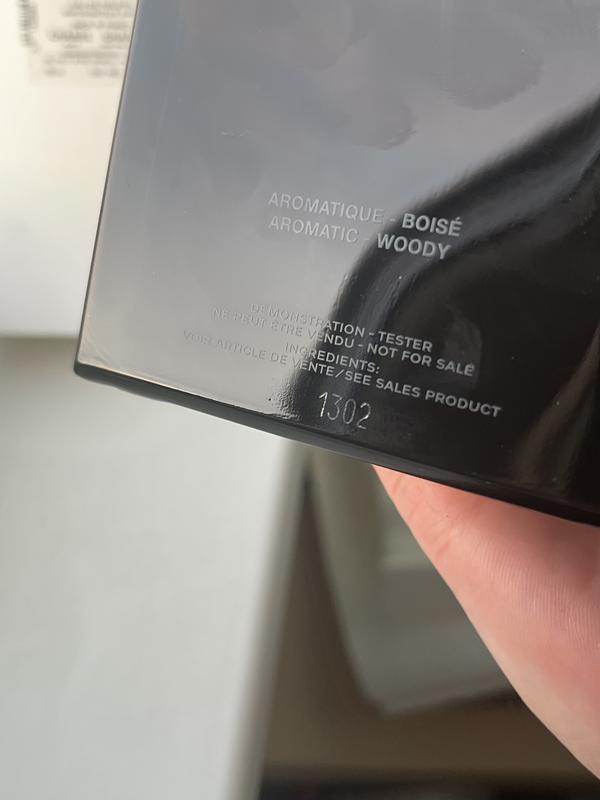 AROMATIQUE - BOISÉ
AROMATIC - WOODY
DEMONSTRATION - TESTER
NE PEUT ÊTRE VENDU - NOT FOR SALE
INGREDIENTS:
VOIR ARTICLE DE VENTE/SEE SALES PRODUCT
1302